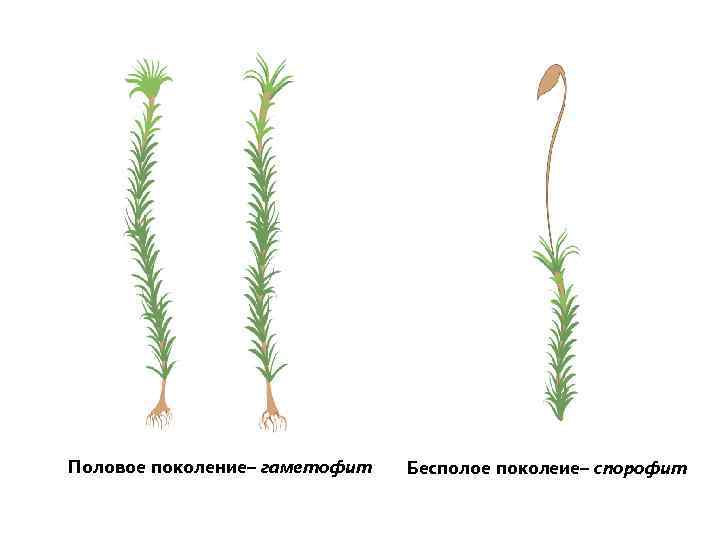 Половое поколение– гаметофит
Бесполое поколеие– спорофит